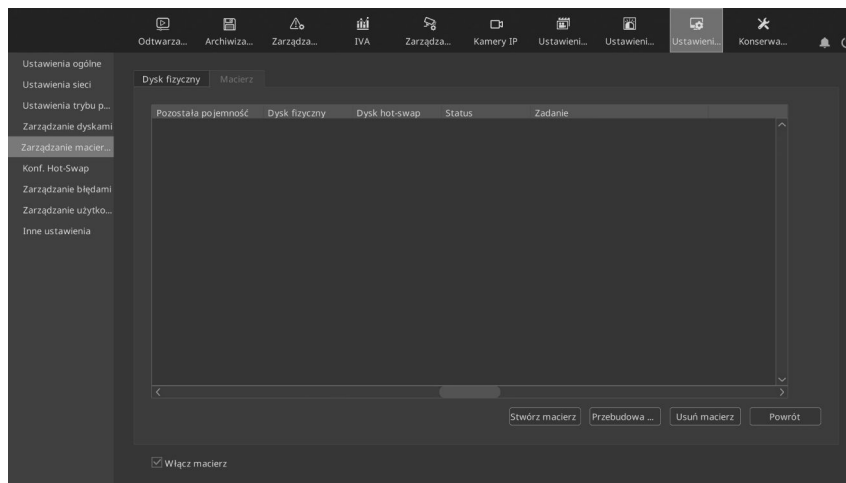 Odtwarza... Archiwiza... Zarządza... IVA Zarządza... Kamery IP Ustawieni... Ustawieni... Ustawieni... Konserwa...
Ustawienia ogólne
Ustawienia sieci
Ustawienia trybu p...
Zarządzanie dyskami
Zarządzanie macier...
Konf. Hot-Swap
Zarządzanie błędami
Zarządzanie użytko...
Inne ustawienia
Dysk fizyczny Macierz
Pozostała pojemność Dysk fizyczny Dysk hot-swap Status Zadanie
Stwórz macierz Przebudowa ... Usuń macierz Powrót
Włącz macierz